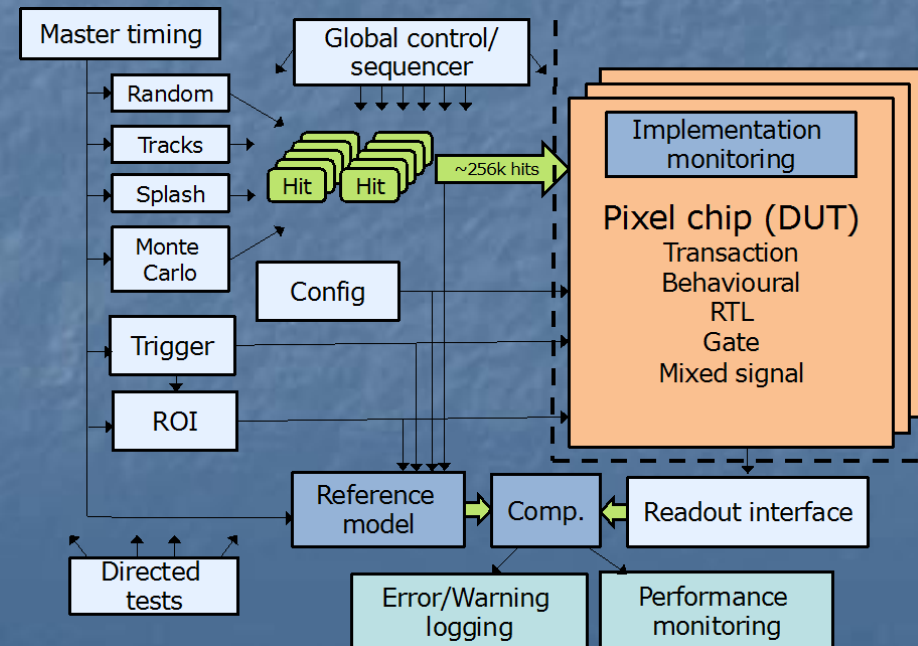 Master timing
Global control/
sequencer
Random
Tracks
Splash
Monte
Carlo
Hit
Hit
~256k hits
Implementation
monitoring
Pixel chip (DUT)
Transaction
Behavioural
RTL
Gate
Mixed signal
Config
Trigger
ROI
Reference
model
Comp.
Readout interface
Directed
tests
Error/Warning
logging
Performance
monitoring